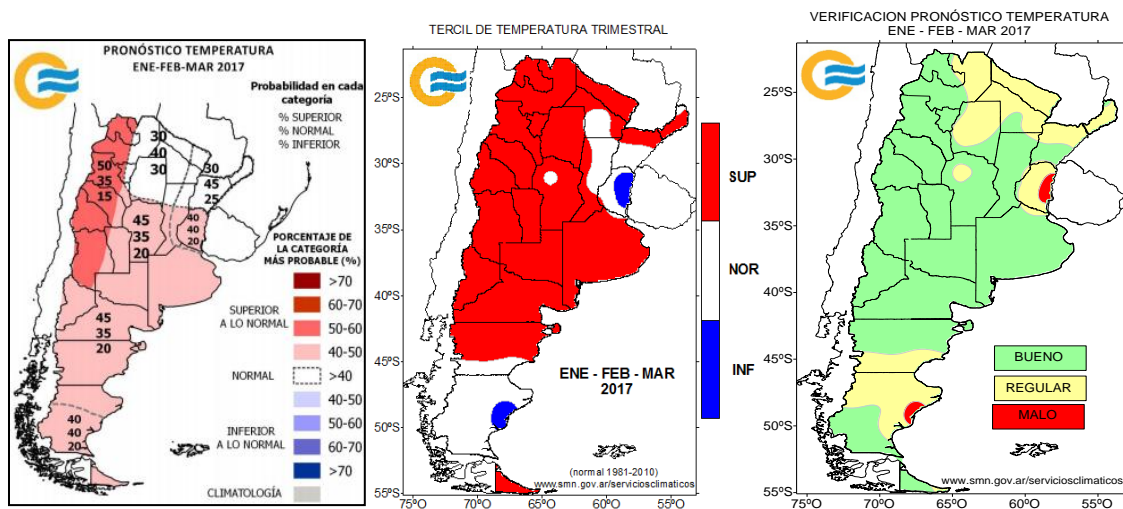 PRONÓSTICO TEMPERATURA
ENE-FEB-MAR 2017
Probabilidad en cada
categoría
% SUPERIOR
% NORMAL
% INFERIOR
30
40
30
50
35
15
30
45
25
45
35
20
40
40
20
45
35
20
40
40
20
PORCENTAJE DE
LA CATEGORÍA
MÁS PROBABLE (%)
SUPERIOR
A LO NORMAL
>70
60-70
50-60
40-50
NORMAL
>40
INFERIOR
A LO NORMAL
40-50
50-60
60-70
>70
CLIMATOLOGÍA
TERCIL DE TEMPERATURA TRIMESTRAL
25°S
30°S
35°S
40°S
45°S
50°S
55°S
70°O
65°O
60°O
55°O
ENE - FEB - MAR
2017
(normal 1981-2010)
www.smn.gov.ar/serviciosclimaticos
SUP
NOR
INF
VERIFICACION PRONÓSTICO TEMPERATURA
ENE - FEB - MAR 2017
25°S
30°S
35°S
40°S
45°S
50°S
55°S
70°O
65°O
60°O
55°O
BUENO
REGULAR
MALO
www.smn.gov.ar/serviciosclimaticos